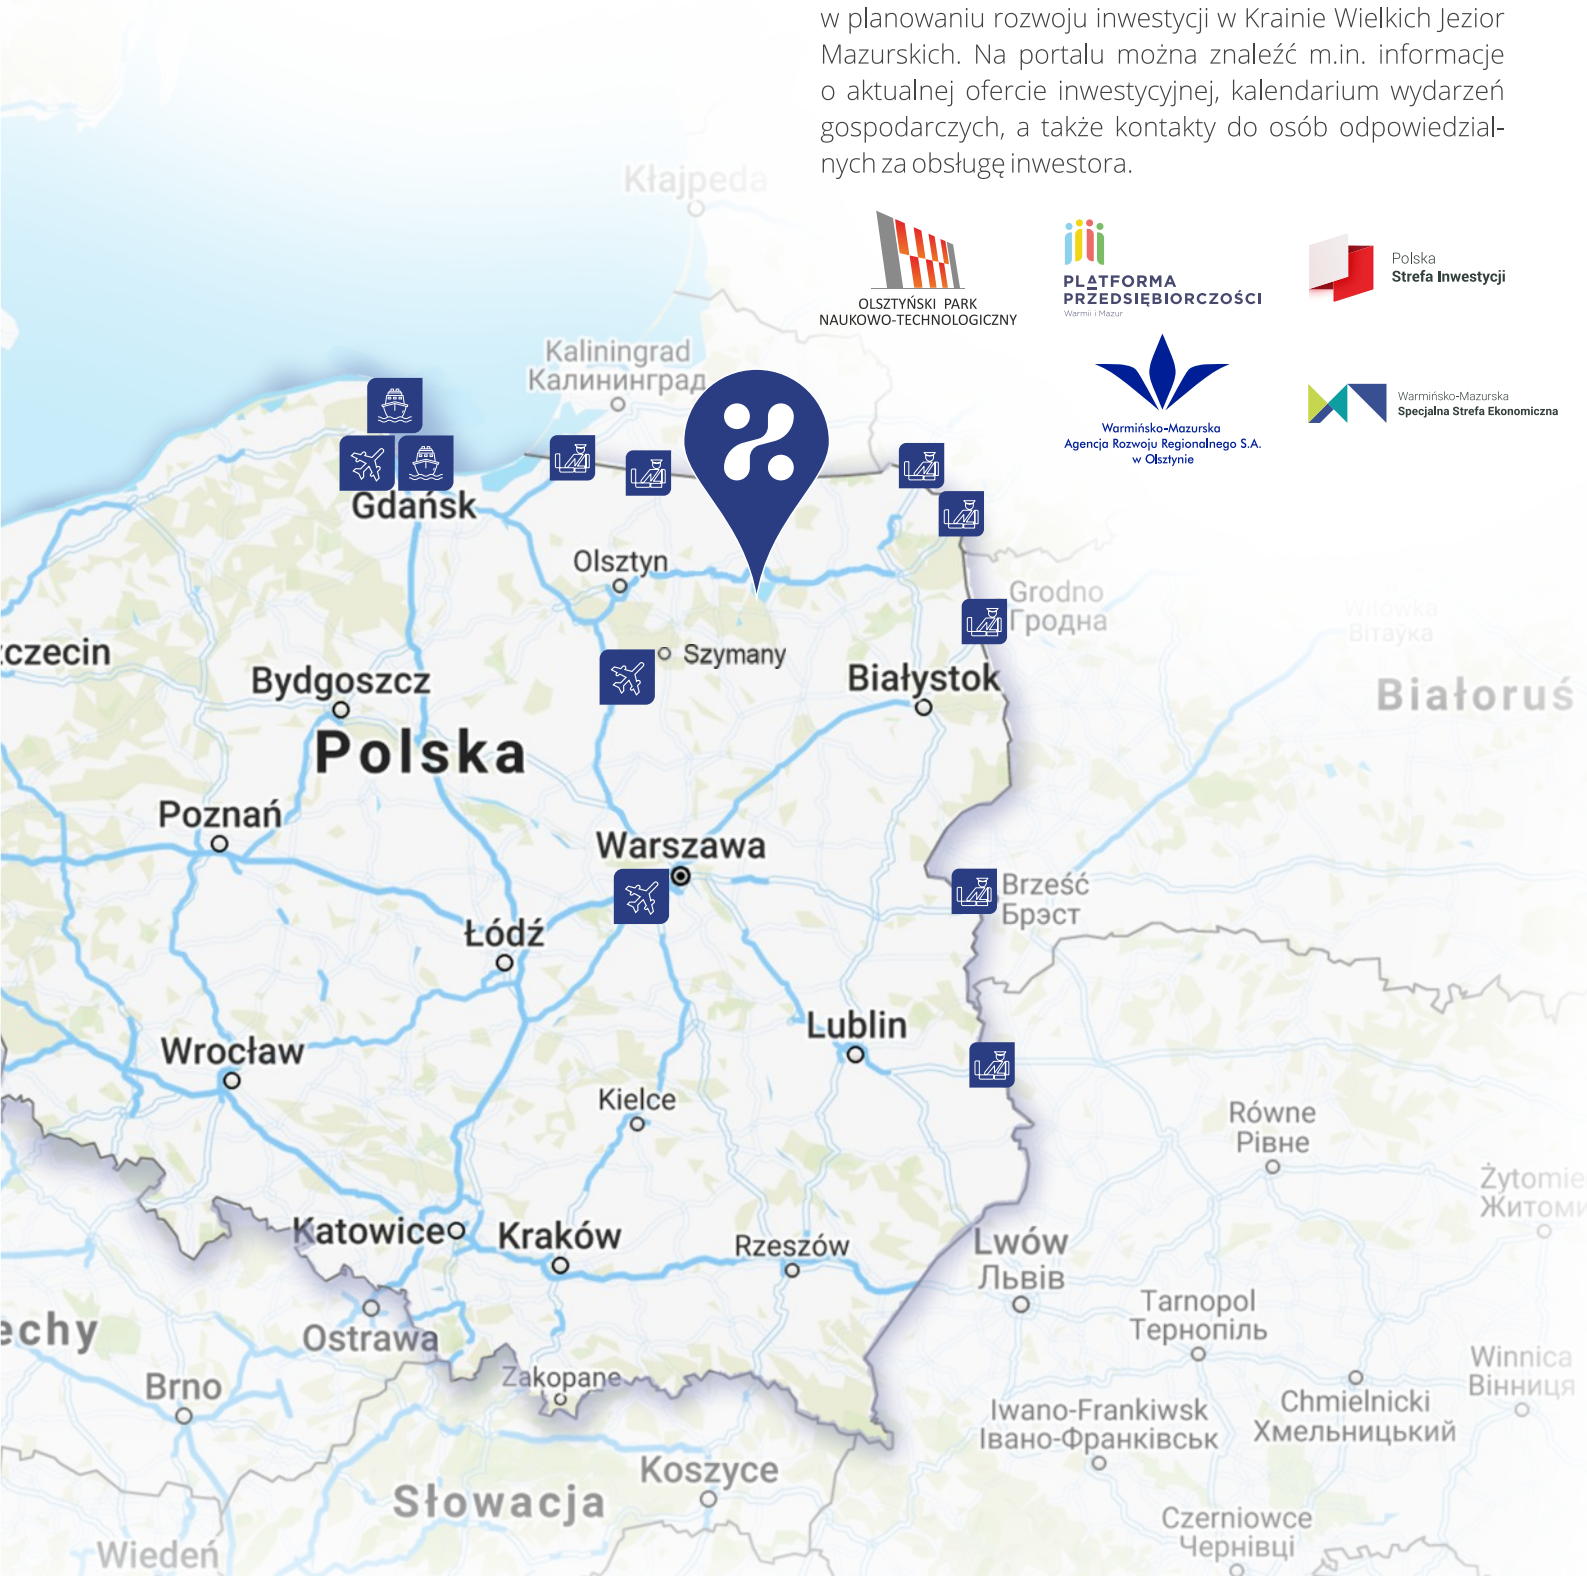 w planowaniu rozwoju inwestycji w Krainie Wielkich Jezior
Mazurskich. Na portalu można znaleźć m.in. informacje
o aktualnej ofercie inwestycyjnej, kalendarium wydarzeń
gospodarczych, a także kontakty do osób odpowiedzial-
nych za obsługę inwestora.
Kłajpeda
OLSZTYŃSKI PARK
NAUKOWO-TECHNOLOGICZNY
PLATFORMA
PRZEDSIĘBIORCZOŚCI
Warmii i Mazur
Polska
Strefa Inwestycji
Warmińsko-Mazurska
Agencja Rozwoju Regionalnego S.A.
w Olsztynie
Warmińsko-Mazurska
Specjalna Strefa Ekonomiczna
Kaliningrad
Калининград
Gdańsk
Olsztyn
Grodno
Гродна
Wiłówka
Вітаўка
czecin
Szymany
Bydgoszcz
Białystok
Białoruś
Polska
Poznań
Warszawa
Brześć
Брэст
Łódź
Lublin
Wrocław
Kielce
Równe
Рівне
Żytomie
Житоми
Katowice
Kraków
Rzeszów
Lwów
Львів
Tarnopol
Тернопіль
echy
Ostrawa
Zakopane
Winnica
Вінниця
Brno
Chmielnicki
Хмельницький
Iwano-Frankiwsk
Івано-Франківськ
Koszyce
Słowacja
Czerniowce
Чернівці
Wiedeń